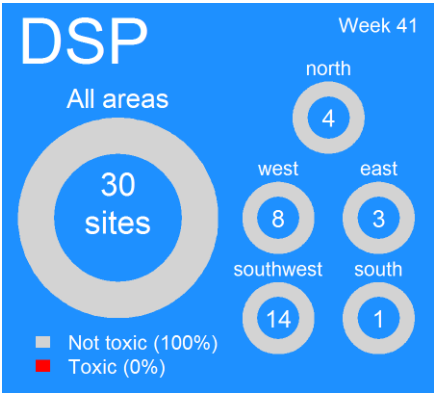 DSP
Week 41
All areas
30
sites
north
4
west
8
east
3
southwest
14
south
1
Not toxic (100%)
Toxic (0%)